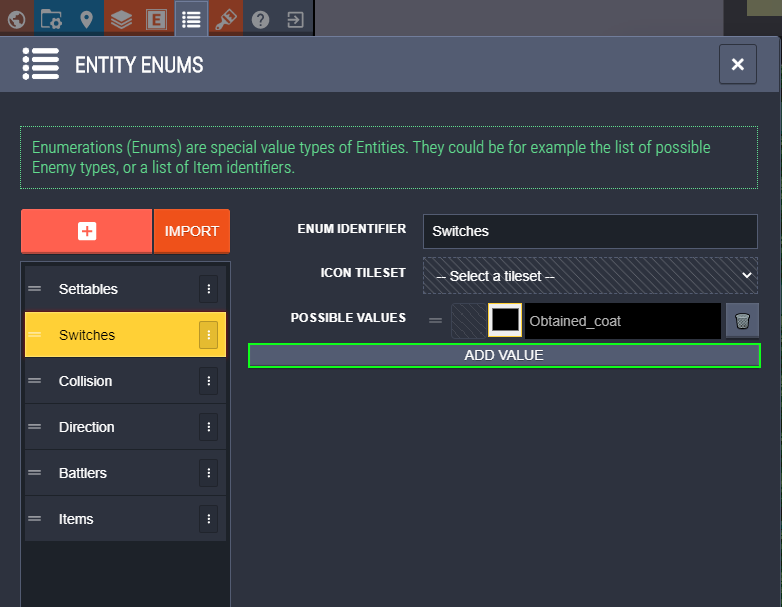 E
ENTITY ENUMS
Enumerations (Enums) are special value types of Entities. They could be for example the list of possible
Enemy types, or a list of Item identifiers.
IMPORT
Settables
Switches
Collision
Direction
Battlers
Items
ENUM IDENTIFIER Switches
ICON TILESET -- Select a tileset --
POSSIBLE VALUES Obtained_coat
ADD VALUE